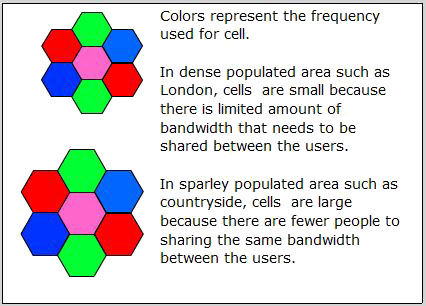 Colors represent the frequency
used for cell.
In dense populated area such as
London, cells  are small because
there is limited amount of
bandwidth that needs to be
shared between the users.
In sparley populated area such as
countryside, cells  are large
because there are fewer people to
sharing the same bandwidth
between the users.